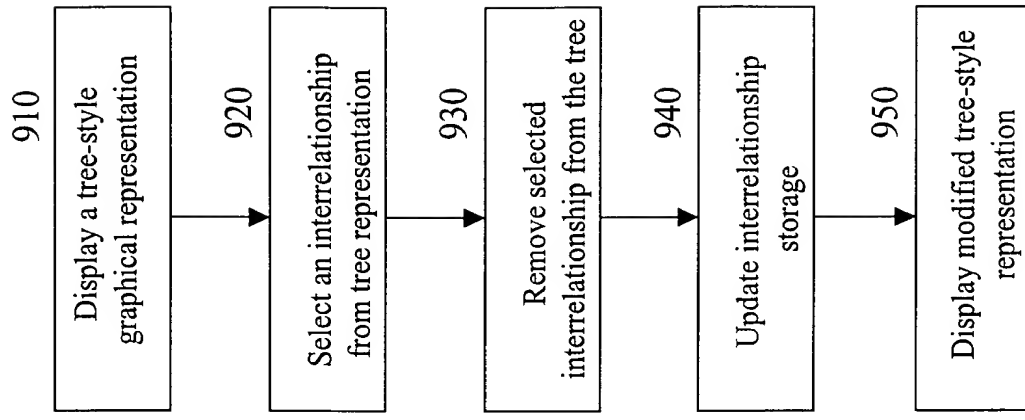 910
Display a tree-style
graphical representation
920
Select an interrelationship
from tree representation
930
Remove selected
interrelationship from the tree
940
Update interrelationship
storage
950
Display modified tree-style
representation